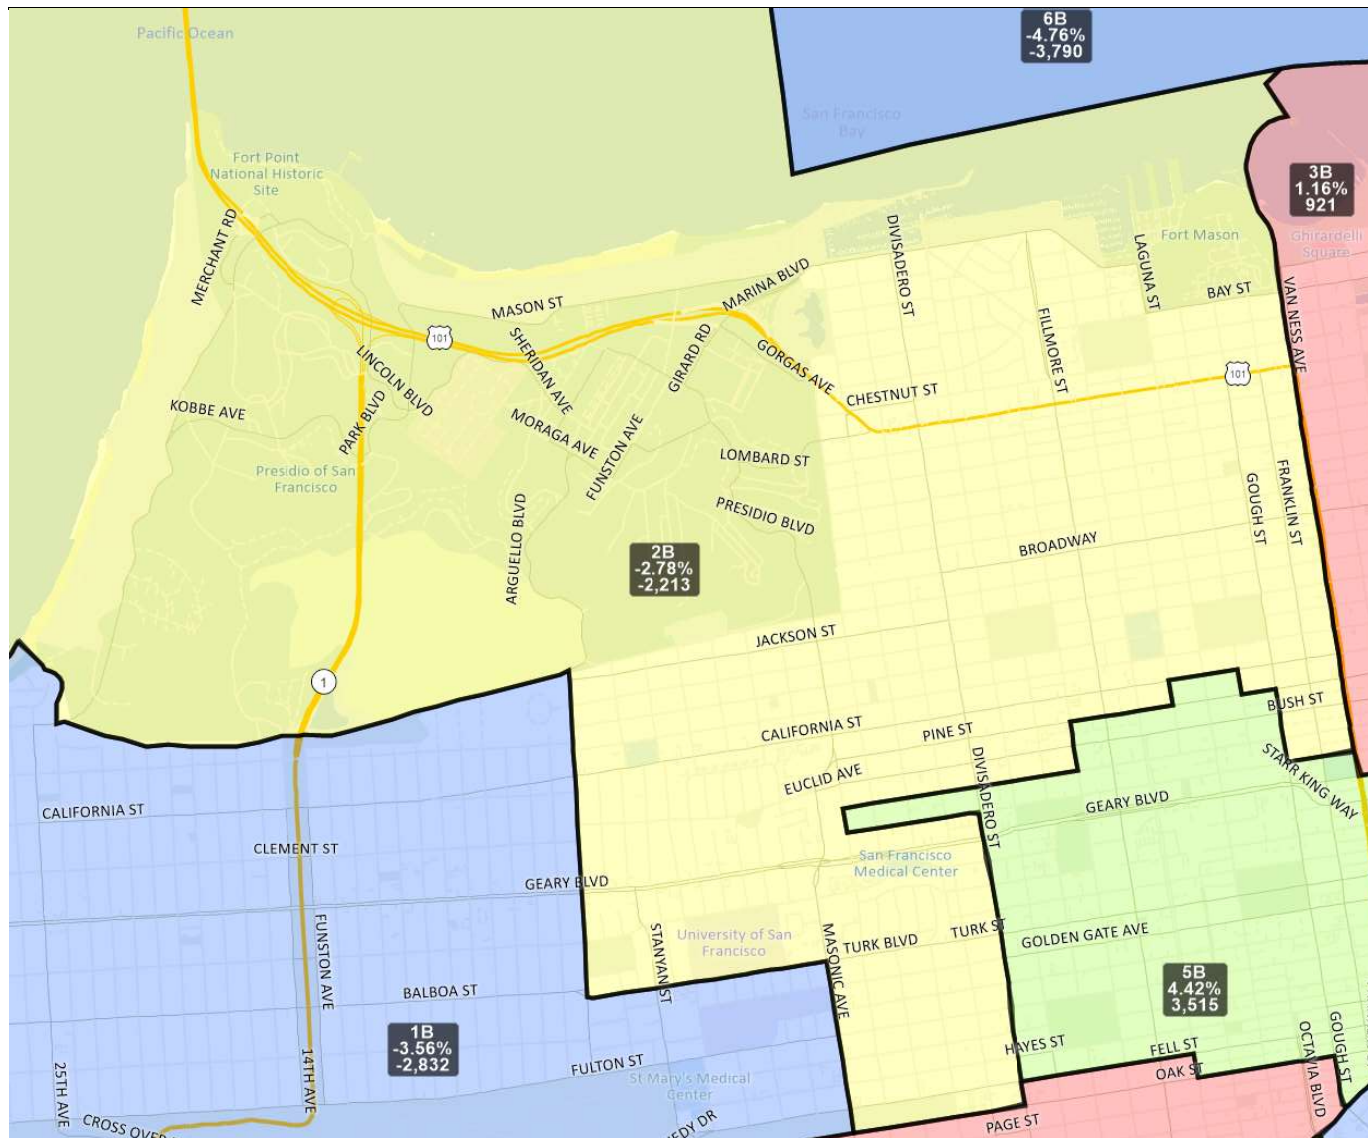 6B
-4.76%
-3,790
Pacific Ocean
San Francisco
Bay
Fort Point
National Historic
Site
3B
1.16%
921
MERCHANT RD
DIVISADERO ST
LAGUNA ST
Fort Mason
Ghirardelli
Square
MARINA BLVD
MASON ST
BAY ST
VAN NESS AVE
101
SHERIDAN AVE
GIRARD RD
FILLMORE ST
LINCOLN BLVD
GORGAS AVE
101
KOBBE AVE
PARK BLVD
MORAGA AVE
CHESTNUT ST
FUNSTON AVE
LOMBARD ST
Presidio of San
Francisco
GOUGH ST
FRANKLIN ST
ARGUELLO BLVD
PRESIDIO BLVD
2B
-2.78%
-2,213
BROADWAY
JACKSON ST
1
BUSH ST
CALIFORNIA ST
PINE ST
STARR KING WAY
EUCLID AVE
DIVISADERO ST
CALIFORNIA ST
GEARY BLVD
CLEMENT ST
San Francisco
Medical Center
GEARY BLVD
FUNSTON AVE
STANYAN ST
University of San
Francisco
MASONIC AVE
TURK BLVD
TURK ST
GOLDEN GATE AVE
BALBOA ST
5B
4.42%
3,515
1B
-3.56%
-2,832
HAYES ST
FELL ST
OCTAVIA BLVD
GOUGH ST
25TH AVE
14TH AVE
FULTON ST
St Mary's Medical
Center
OAK ST
CROSS OVER
EDY DR
PAGE ST